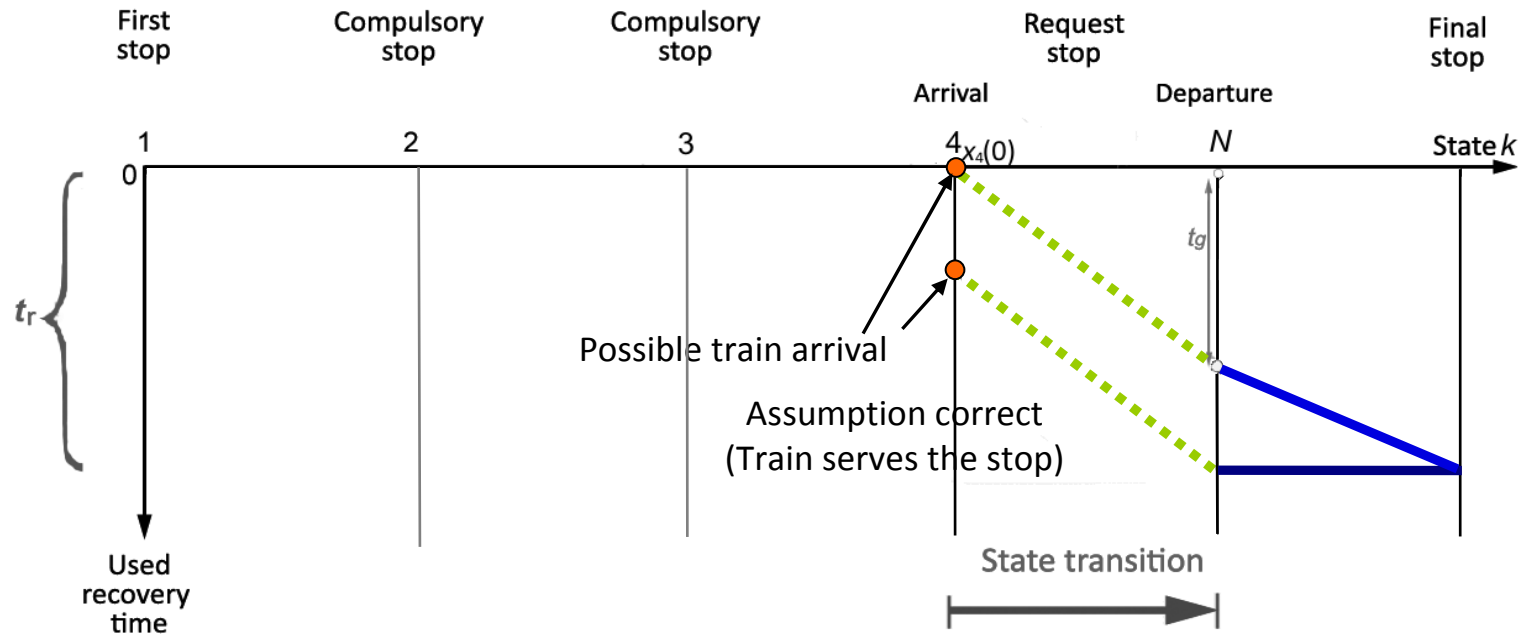 First
stop
Compulsory
stop
Compulsory
stop
Request
stop
Final
stop
Arrival
Departure
1
2
3
4
x₄(0)
N
State k
0
tg
tr
Possible train arrival
Assumption correct
(Train serves the stop)
State transition
Used
recovery
time